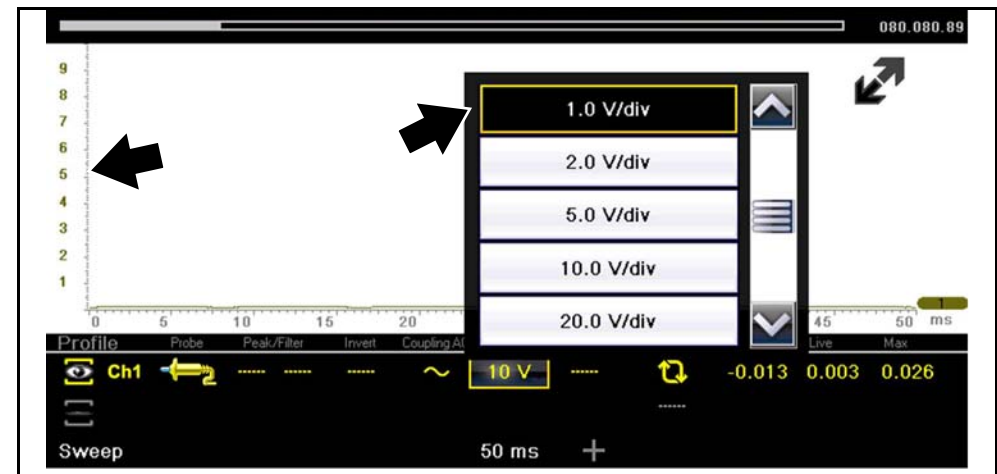 080.080.89
9
8
7
6
5
4
3
2
1
1.0 V/div
2.0 V/div
5.0 V/div
10.0 V/div
20.0 V/div
1
0 5 10 15 20 45 50 ms
Profile Probe Peak/Filter Invert Coupling Live Max
Ch1 ------ ------ ------ 10 V ------ -0.013 0.003 0.026
------
Sweep 50 ms +